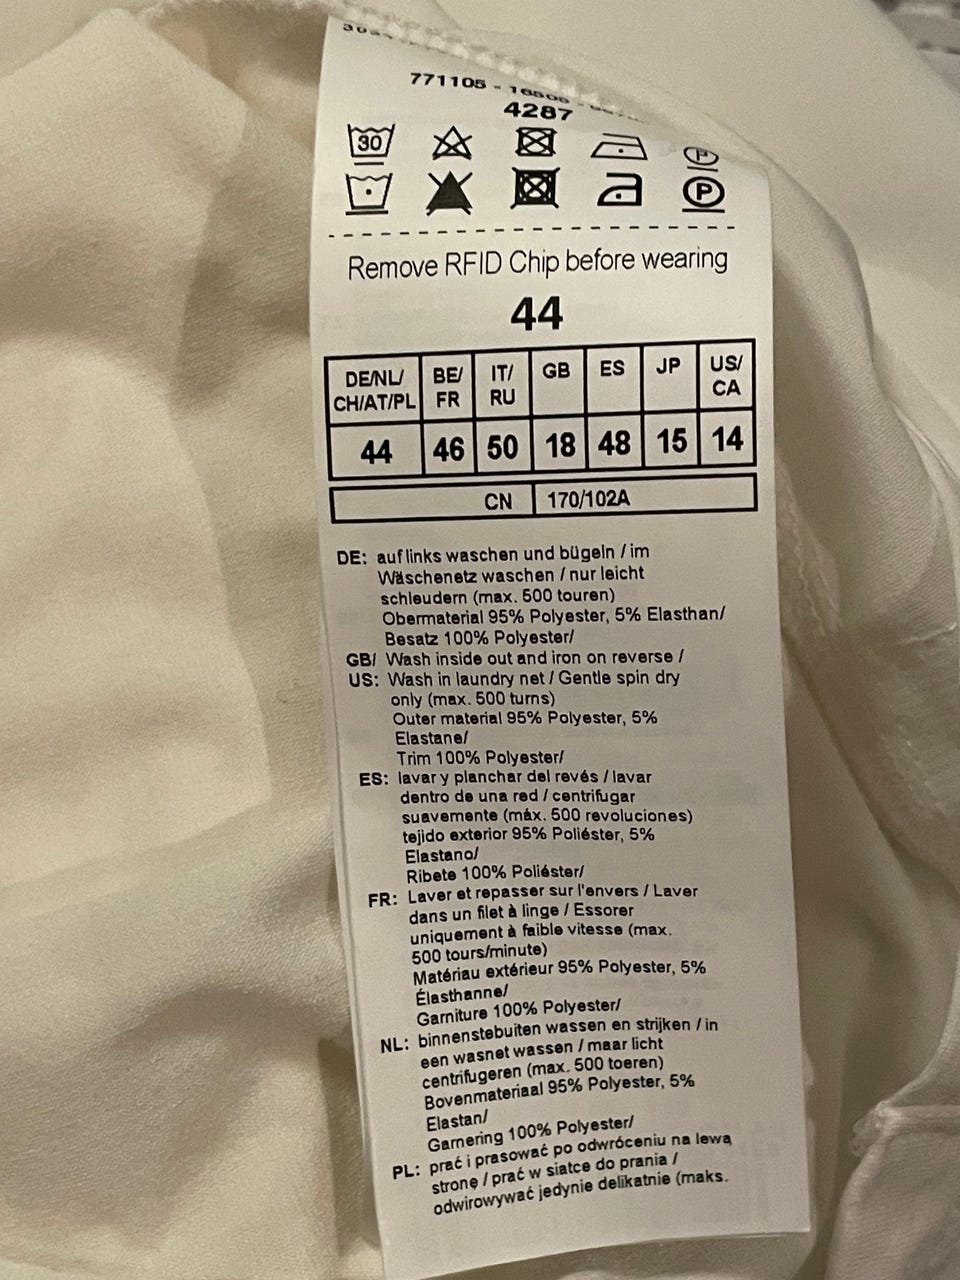 771105 -
4287
30
P
P
Remove RFID Chip before wearing
44
DE/NL/ CH/AT/PL BE/ FR IT/ RU GB ES JP US/ CA
44 46 50 18 48 15 14
CN 170/102A
DE: auf links waschen und bügeln / im
Wäschenetz waschen / nur leicht
schleudern (max. 500 touren)
Obermaterial 95% Polyester, 5% Elasthan/
Besatz 100% Polyester/
GB/ Wash inside out and iron on reverse /
US: Wash in laundry net / Gentle spin dry
only (max. 500 turns)
Outer material 95% Polyester, 5%
Elastane/
Trim 100% Polyester/
ES: lavar y planchar del revés / lavar
dentro de una red / centrifugar
suavemente (máx. 500 revoluciones)
tejido exterior 95% Poliéster, 5%
Elastano/
Ribete 100% Poliéster/
FR: Laver et repasser sur l'envers / Laver
dans un filet à linge / Essorer
uniquement à faible vitesse (max.
500 tours/minute)
Matériau extérieur 95% Polyester, 5%
Élasthanne/
Garniture 100% Polyester/
NL: binnenstebuiten wassen en strijken / in
een wasnet wassen / maar licht
centrifugeren (max. 500 toeren)
Bovenmateriaal 95% Polyester, 5%
Elastan/
Garnering 100% Polyester/
PL: prać i prasować po odwróceniu na lewą
stronę / prać w siatce do prania /
odwirowywać jedynie delikatnie (maks.